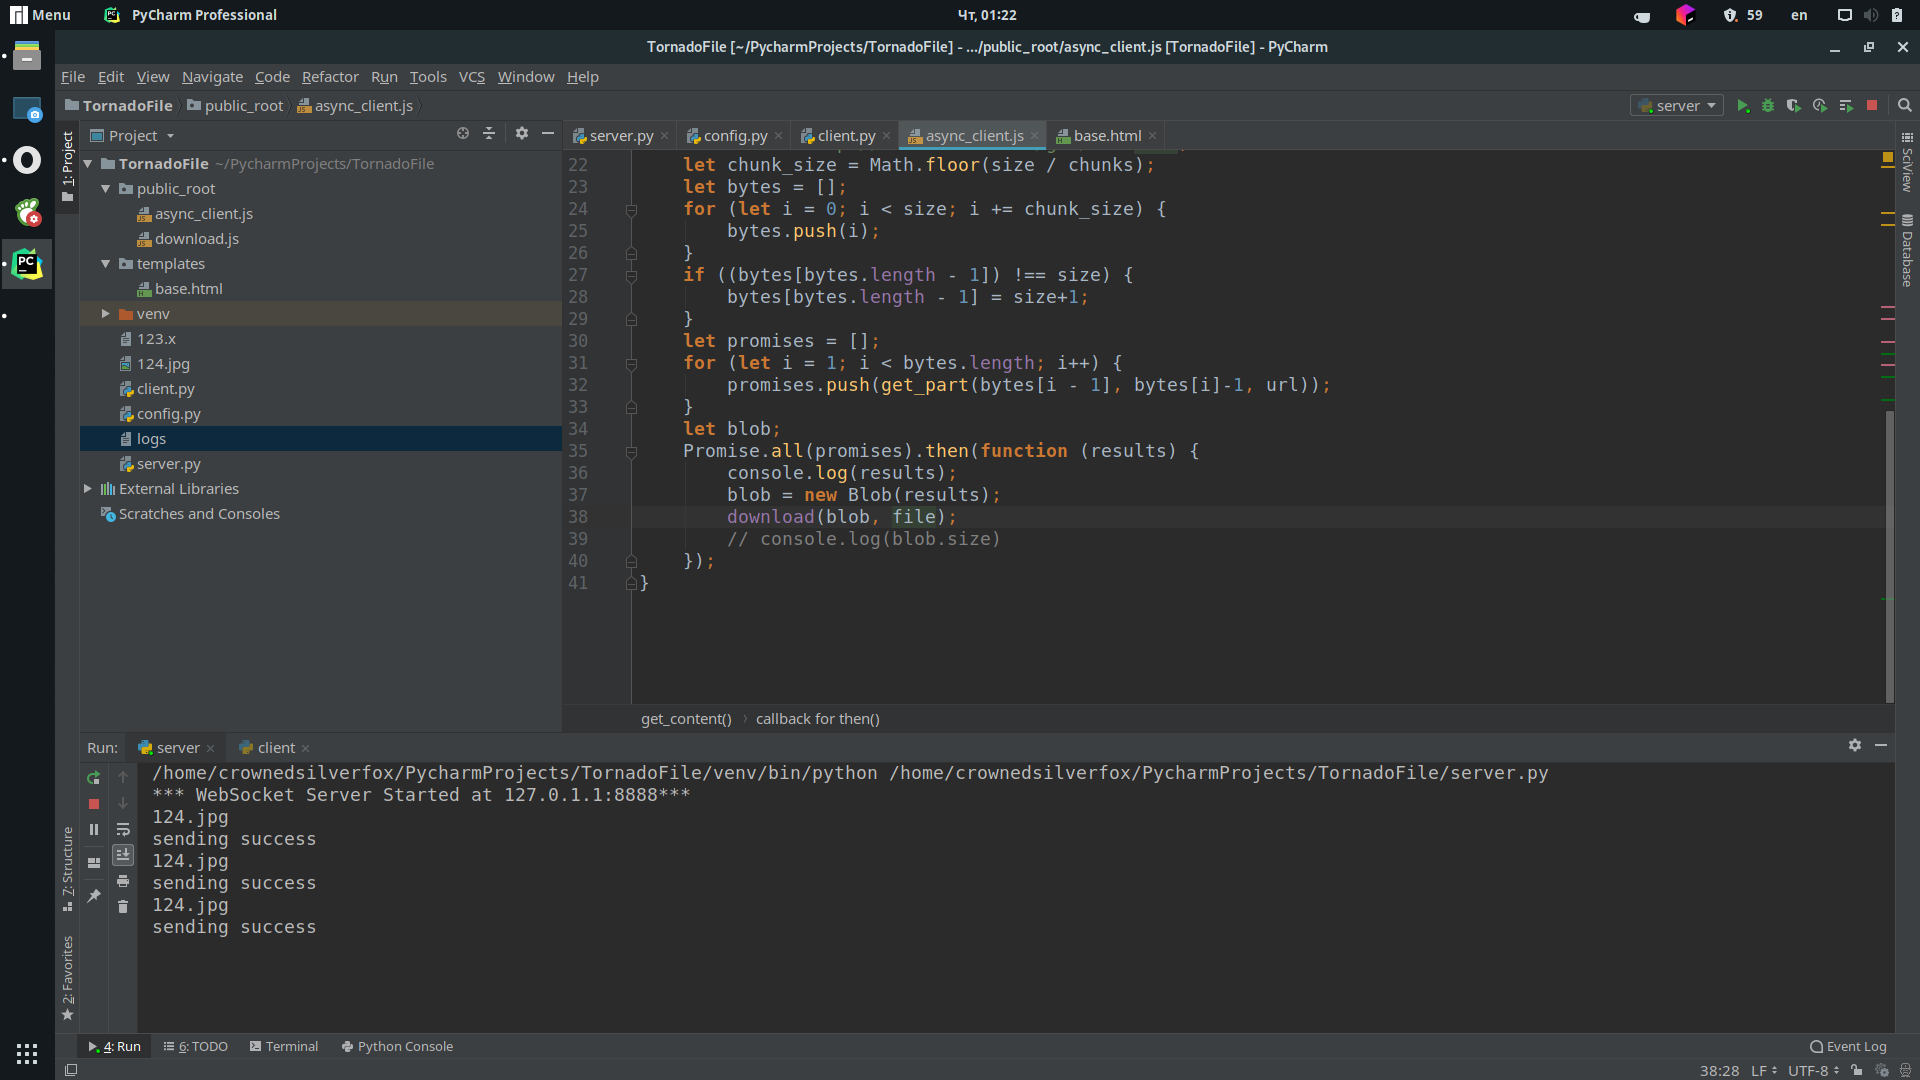 Menu
PyCharm Professional
Чт, 01:22
59
en
TornadoFile [~/PycharmProjects/TornadoFile] - .../public_root/async_client.js [TornadoFile] - PyCharm
File Edit View Navigate Code Refactor Run Tools VCS Window Help
TornadoFile public_root async_client.js
server
Project
server.py config.py client.py async_client.js base.html
1: Project
TornadoFile ~/PycharmProjects/TornadoFile
public_root
async_client.js
download.js
templates
base.html
venv
123.x
124.jpg
client.py
config.py
logs
server.py
External Libraries
Scratches and Consoles
22 let chunk_size = Math.floor(size / chunks);
23 let bytes = [];
24 for (let i = 0; i < size; i += chunk_size) {
25 bytes.push(i);
26 }
27 if ((bytes[bytes.length - 1]) !== size) {
28 bytes[bytes.length - 1] = size+1;
29 }
30 let promises = [];
31 for (let i = 1; i < bytes.length; i++) {
32 promises.push(get_part(bytes[i - 1], bytes[i]-1, url));
33 }
34 let blob;
35 Promise.all(promises).then(function (results) {
36 console.log(results);
37 blob = new Blob(results);
38 download(blob, file);
39 // console.log(blob.size)
40 });
41 }
get_content() callback for then()
SciView
Database
Run: server client
/home/crownedsilverfox/PycharmProjects/TornadoFile/venv/bin/python /home/crownedsilverfox/PycharmProjects/TornadoFile/server.py
*** WebSocket Server Started at 127.0.1.1:8888***
124.jpg
sending success
124.jpg
sending success
124.jpg
sending success
7: Structure
2: Favorites
4: Run 6: TODO Terminal Python Console
Event Log
38:28 LF UTF-8